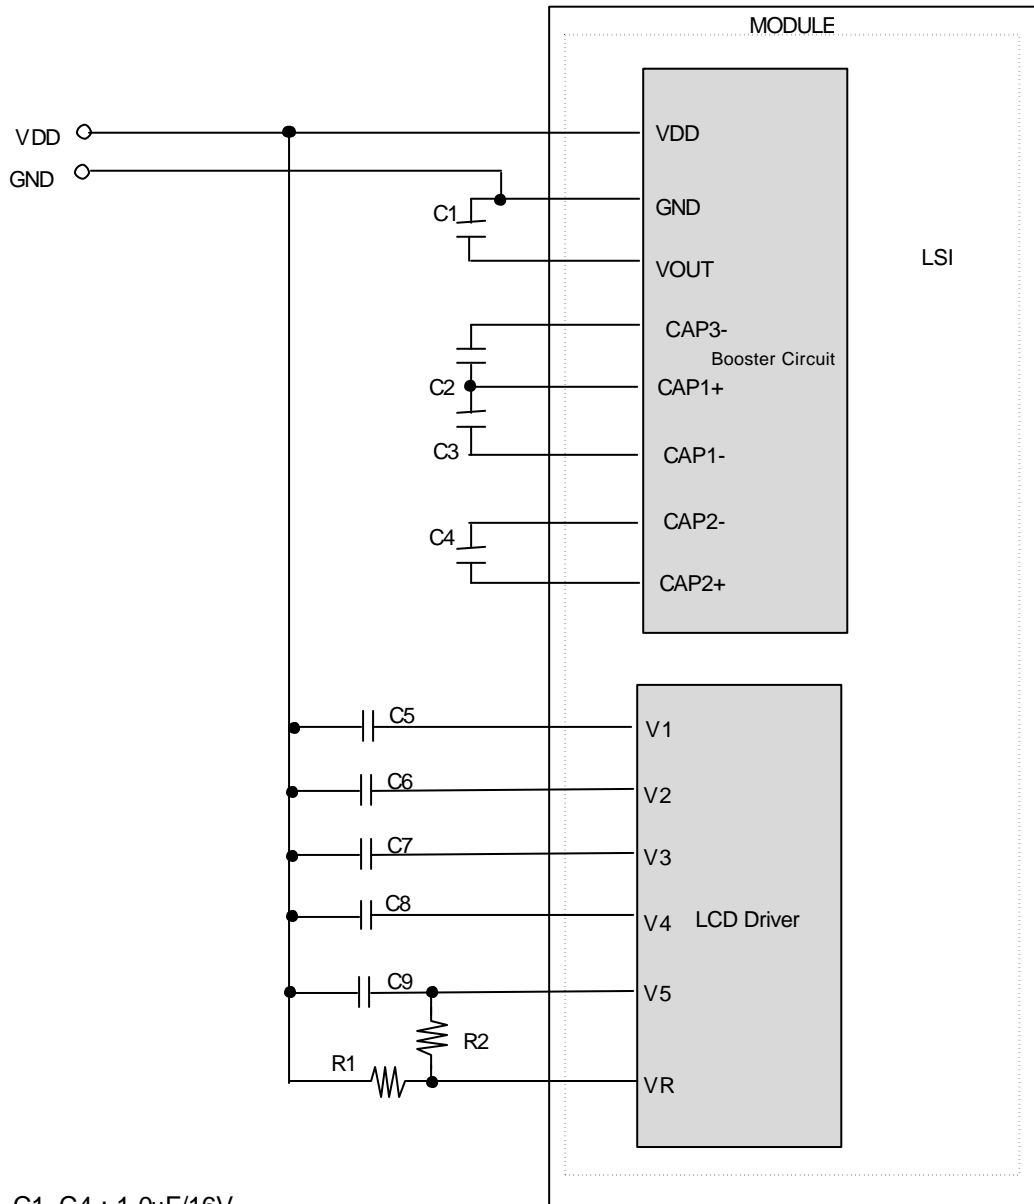 MODULE
VDD
VDD
GND
C1
GND
VOUT
LSI
CAP3-
Booster Circuit
C2
CAP1+
C3
CAP1-
C4
CAP2-
CAP2+
C5
V1
C6
V2
C7
V3
C8
V4
LCD Driver
C9
V5
R2
R1
VR